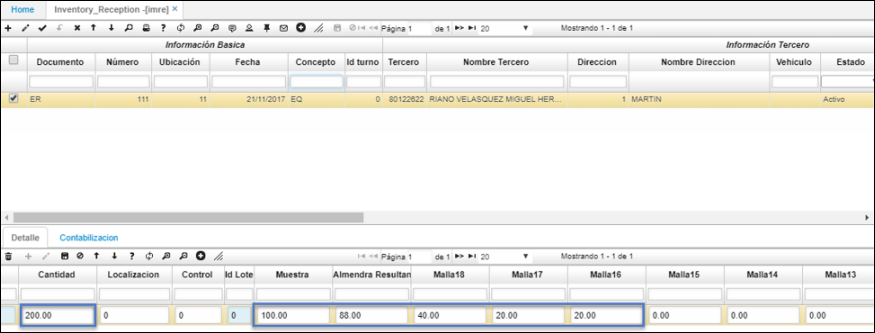 Home Inventory_Reception -[imre] ×
Página 1 de 1 20 Mostrando 1 - 1 de 1
Información Basica Información Tercero
Documento Número Ubicación Fecha Concepto Id turno Tercero Nombre Tercero Direccion Nombre Direccion Vehiculo Estado
ER 111 11 21/11/2017 EQ 0 80122622 RIANO VELASQUEZ MIGUEL HER... 1 MARTIN Activo
Detalle Contabilizacion
Página 1 de 1 20 Mostrando 1 - 1 de 1
Cantidad Localizacion Control Id Lote Muestra Almendra Resultan Malla18 Malla17 Malla16 Malla15 Malla14 Malla13
200.00 0 0 0 100.00 88.00 40.00 20.00 20.00 0.00 0.00 0.00